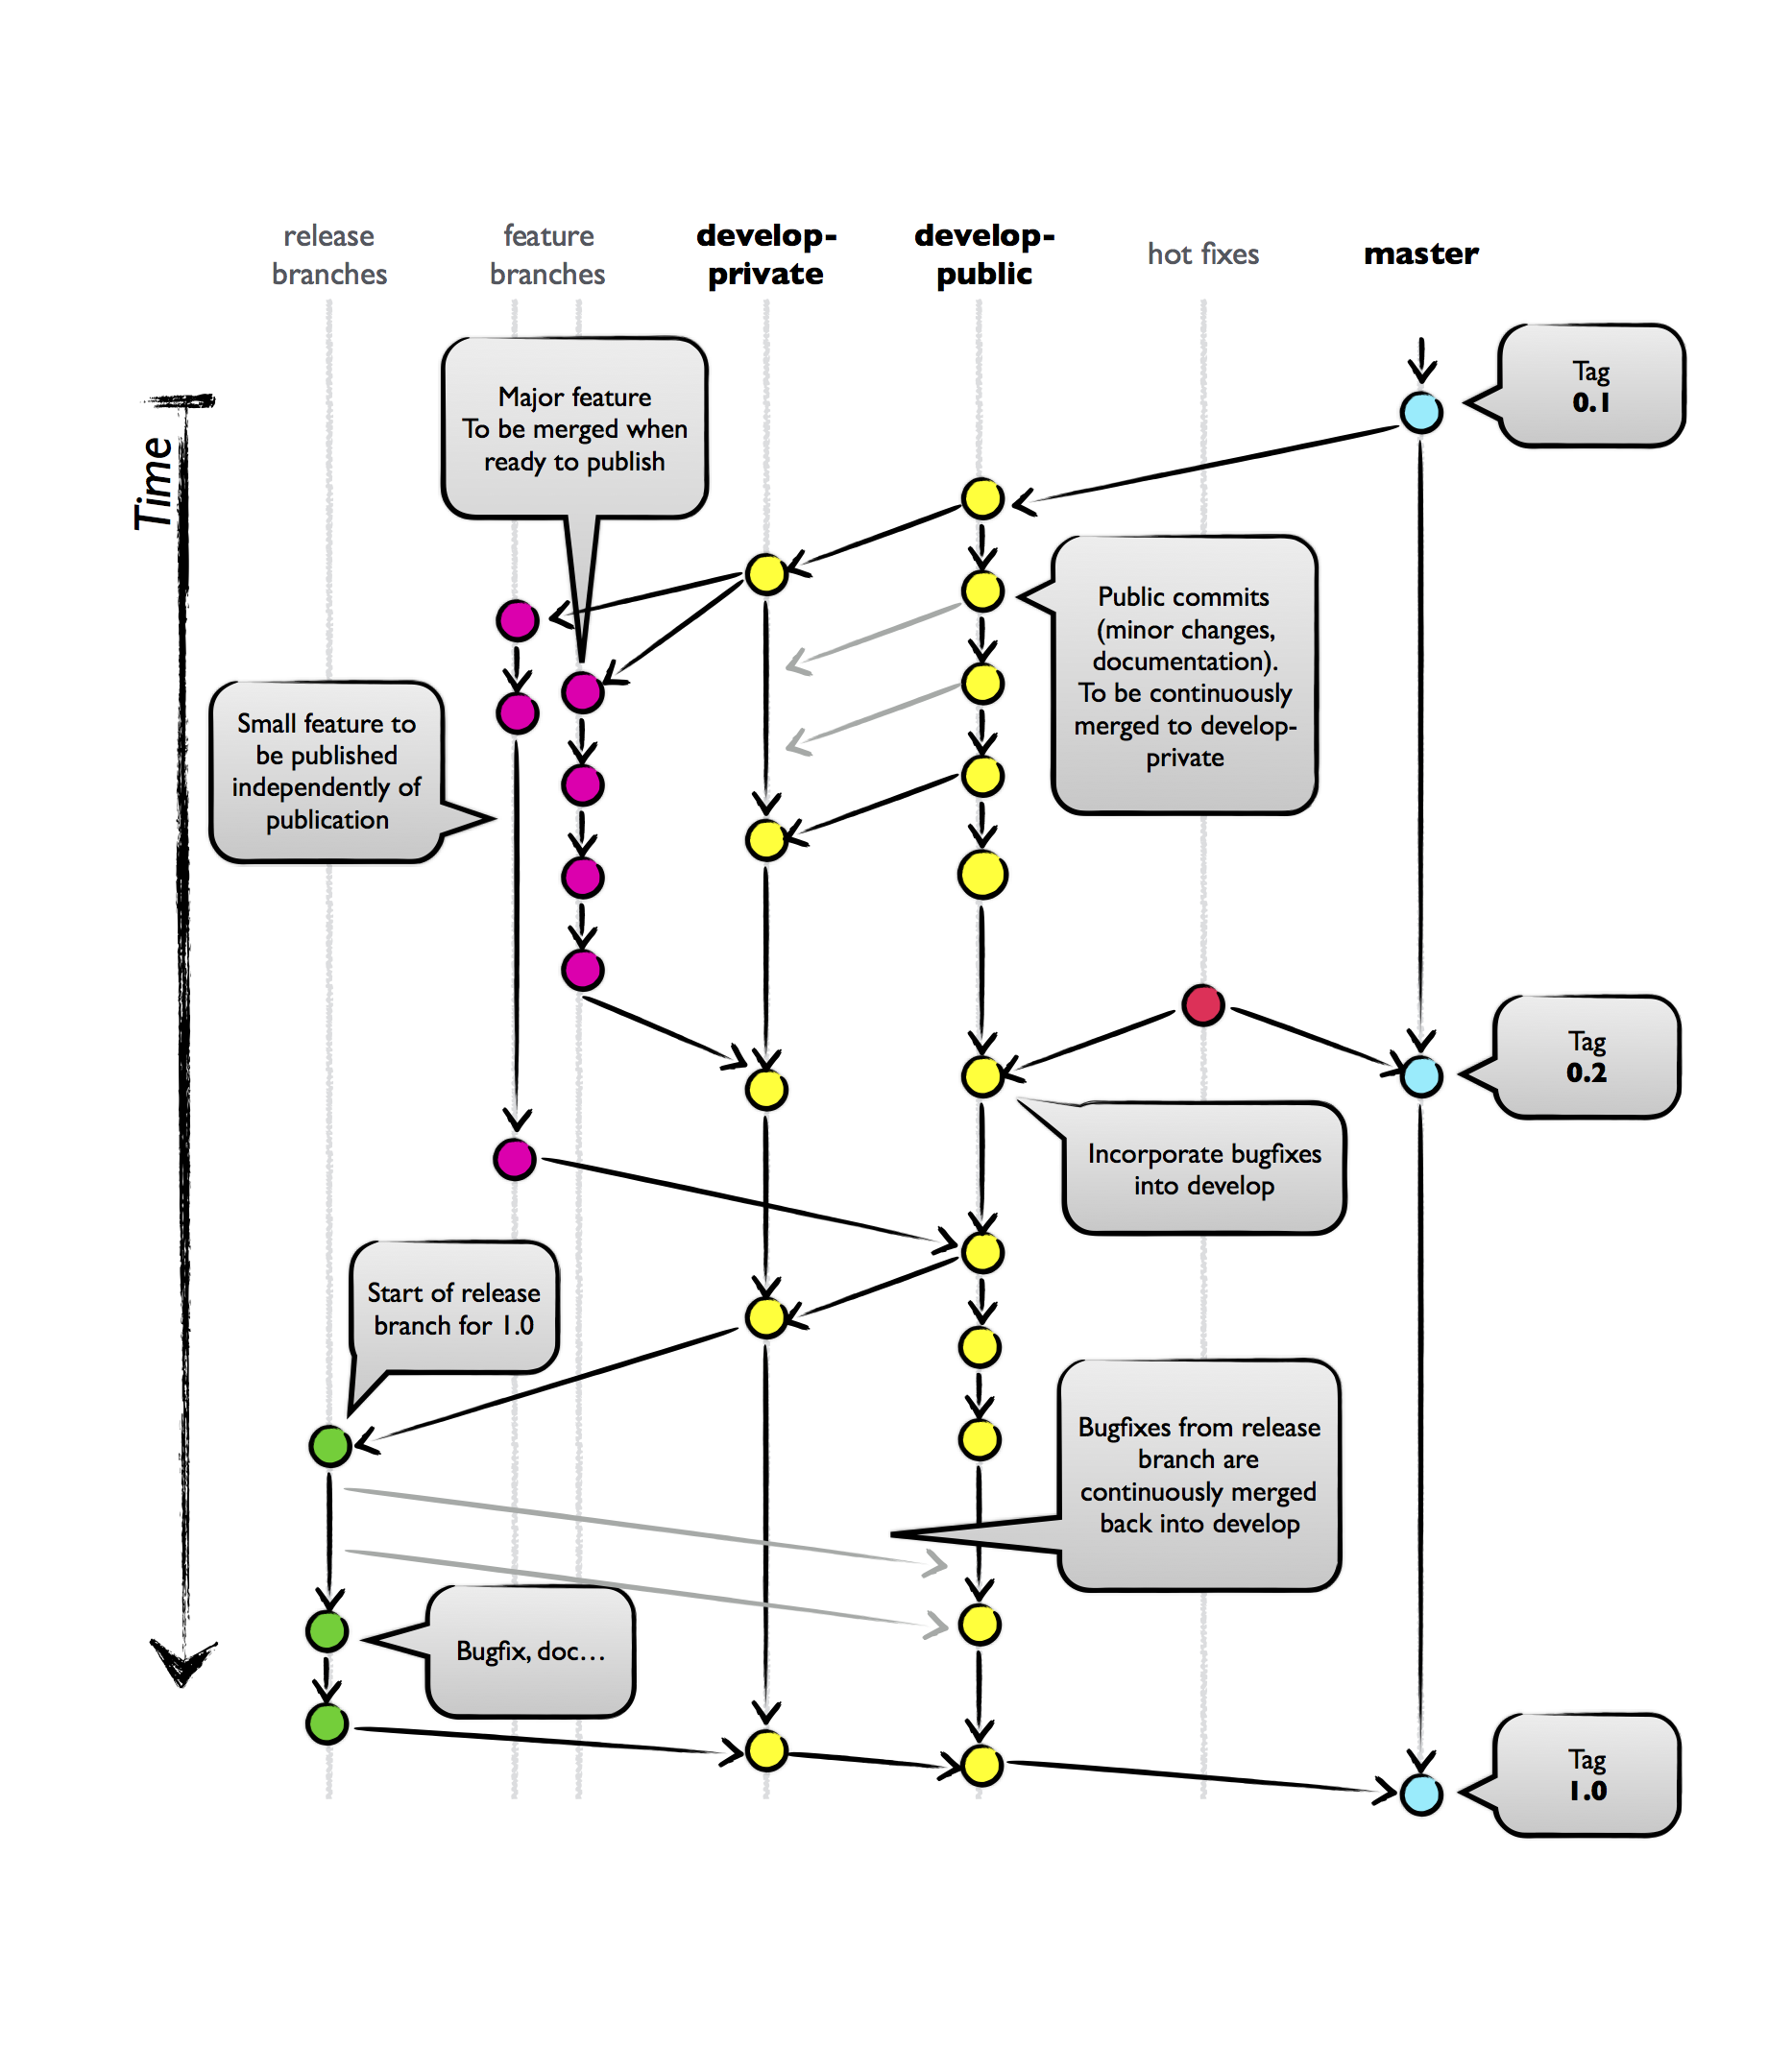 release
branches
feature
branches
develop-
private
develop-
public
hot fixes
master
Time
Major feature
To be merged when
ready to publish
Tag
0.1
Public commits
(minor changes,
documentation).
To be continuously
merged to develop-
private
Small feature to
be published
independently of
publication
Tag
0.2
Incorporate bugfixes
into develop
Start of release
branch for 1.0
Bugfixes from release
branch are
continuously merged
back into develop
Bugfix, doc...
Tag
1.0